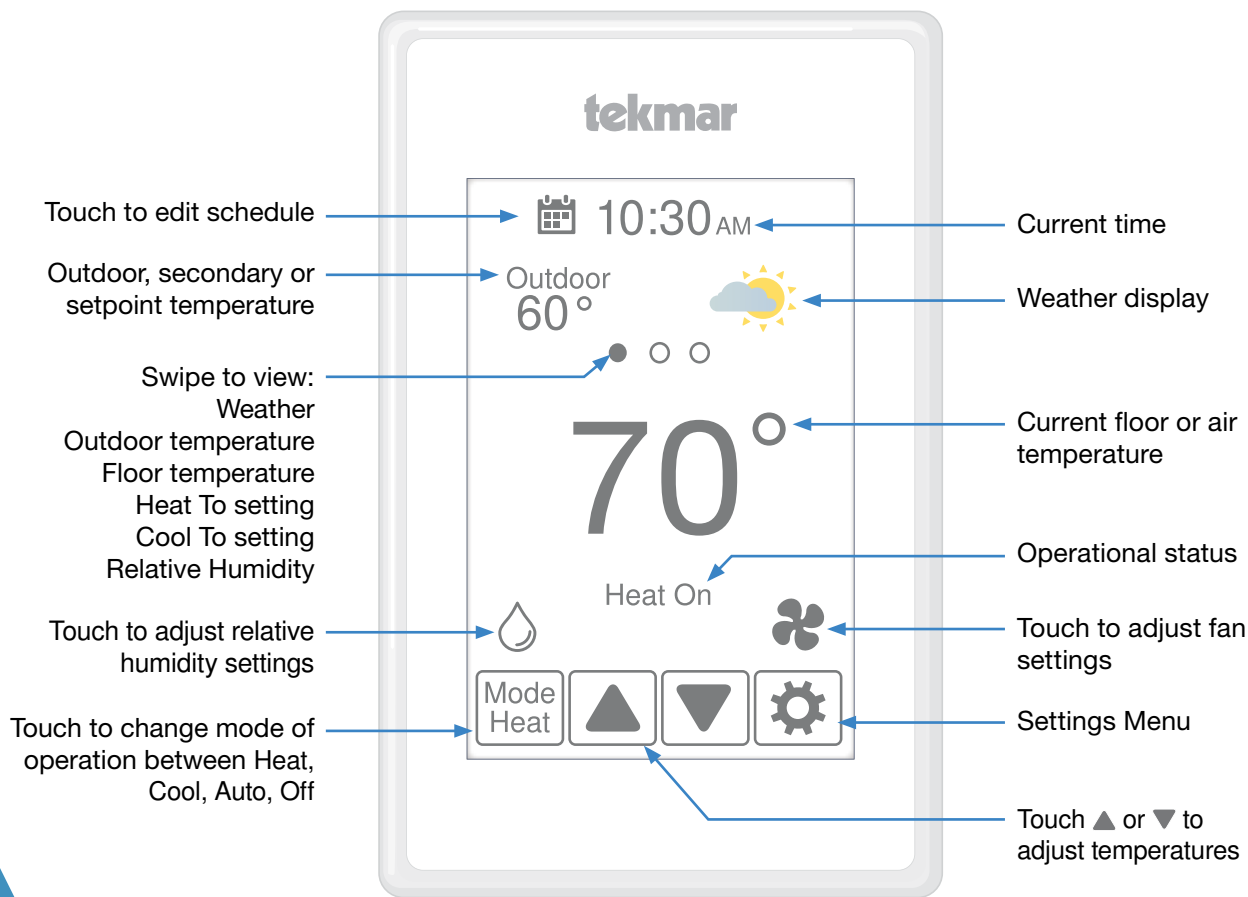 tekmar
Touch to edit schedule
10:30 AM
Current time
Outdoor, secondary or
setpoint temperature
Outdoor
60°
Weather display
Swipe to view:
Weather
Outdoor temperature
Floor temperature
Heat To setting
Cool To setting
Relative Humidity
70°
Current floor or air
temperature
Operational status
Heat On
Touch to adjust relative
humidity settings
Touch to adjust fan
settings
Touch to change mode of
operation between Heat,
Cool, Auto, Off
Mode
Heat
Settings Menu
Touch ▲ or ▼ to
adjust temperatures